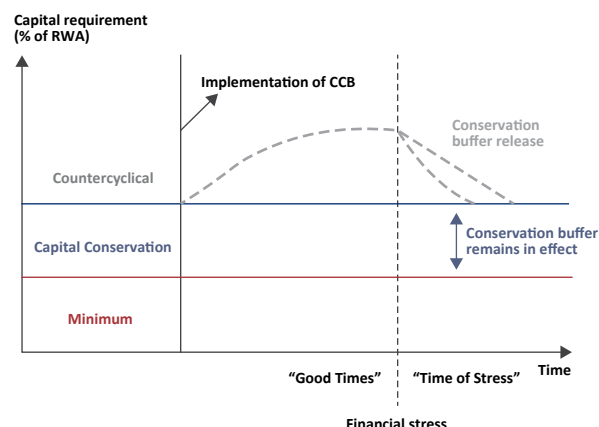 Capital requirement
(% of RWA)
Implementation of CCB
Conservation
buffer release
Countercyclical
Capital Conservation
Conservation buffer
remains in effect
Minimum
Time
“Good Times”
“Time of Stress”
Financial stress